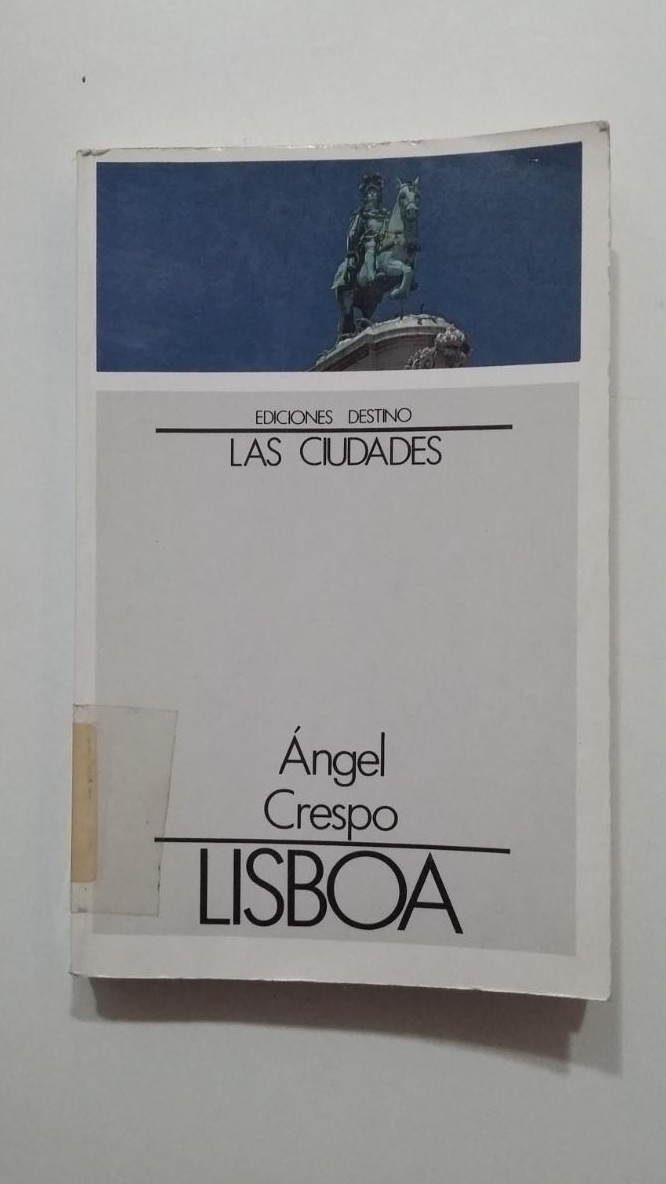 EDICIONES DESTINO
LAS CIUDADES
Ángel
Crespo
LISBOA